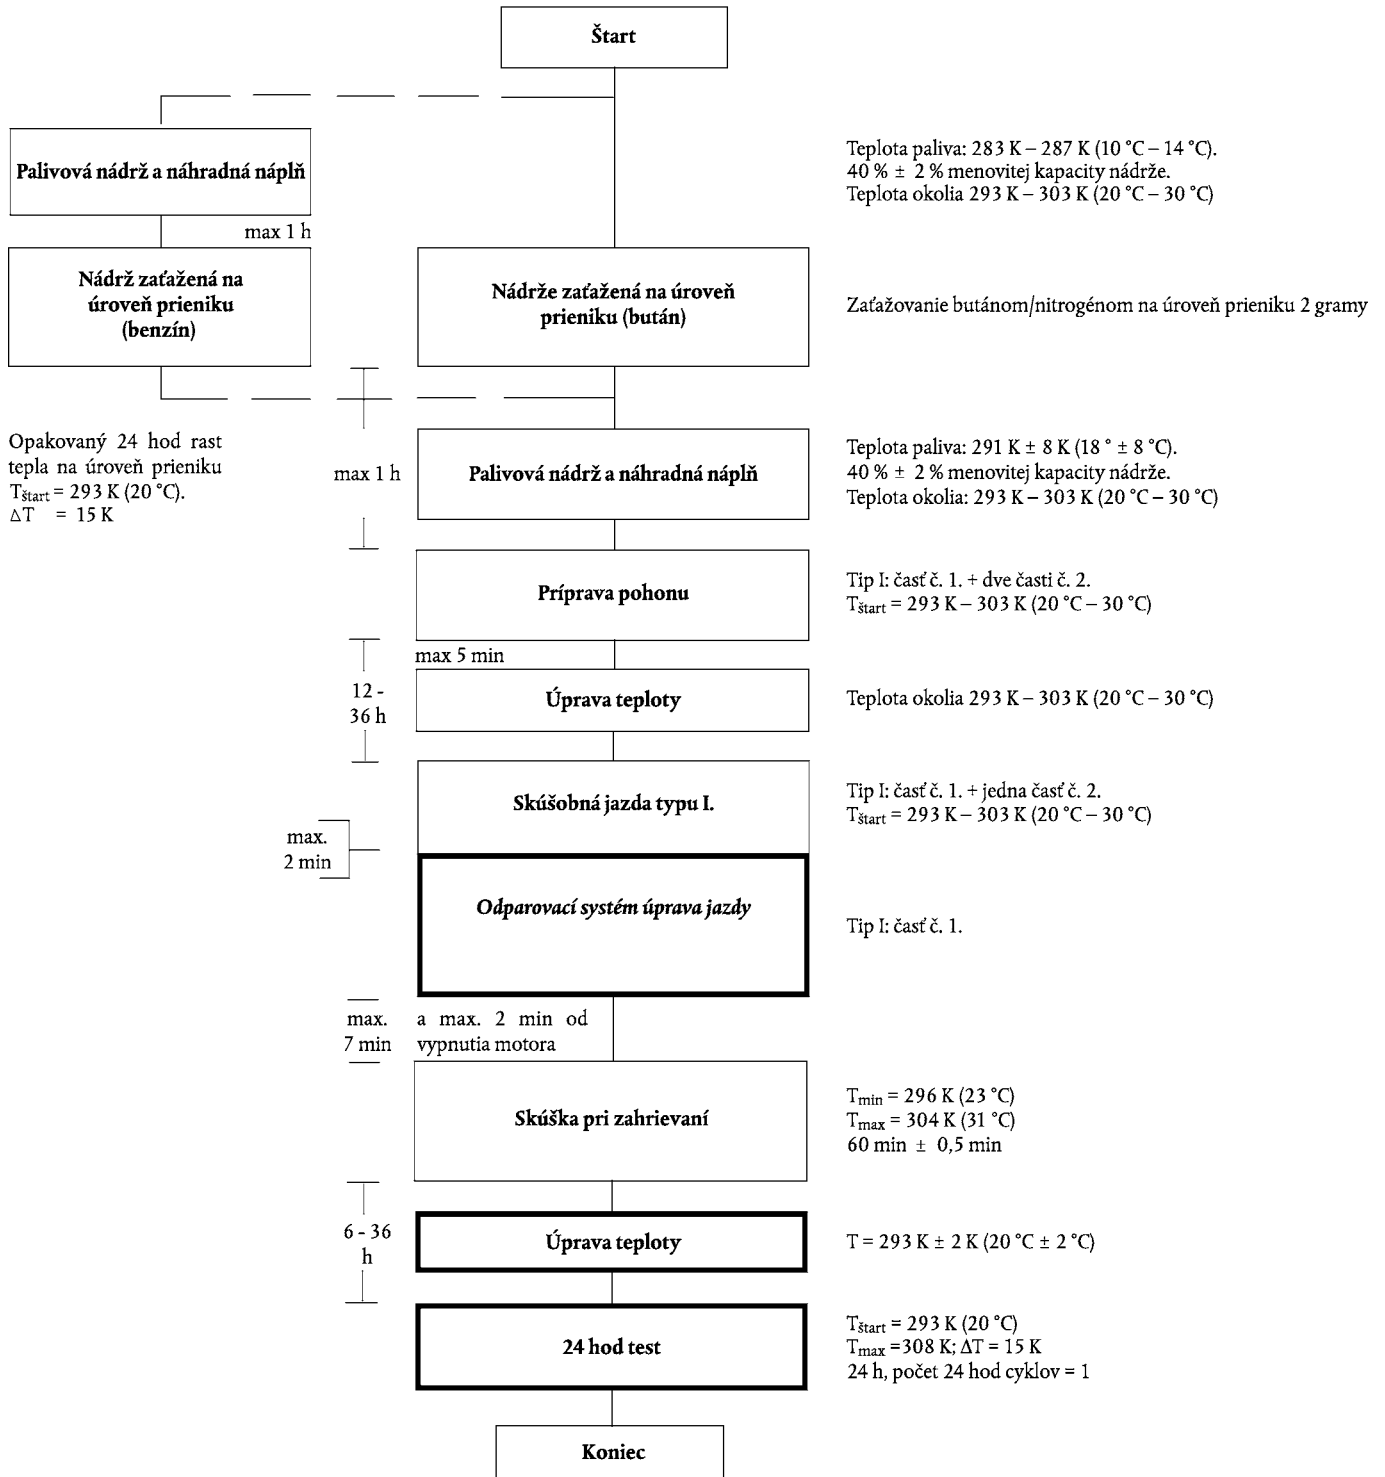 Štart
Palivová nádrž a náhradná náplň
Teplota paliva: 283 K – 287 K (10 °C – 14 °C).
40 % ± 2 % menovitej kapacity nádrže.
Teplota okolia 293 K – 303 K (20 °C – 30 °C)
max 1 h
Nádrž zaťažená na
úroveň prieniku
(benzín)
Nádrže zaťažená na úroveň
prieniku (bután)
Zaťažovanie butánom/nitrogénom na úroveň prieniku 2 gramy
Opakovaný 24 hod rast
tepla na úroveň prieniku
Tštart = 293 K (20 °C).
ΔT = 15 K
max 1 h
Palivová nádrž a náhradná náplň
Teplota paliva: 291 K ± 8 K (18 ° ± 8 °C).
40 % ± 2 % menovitej kapacity nádrže.
Teplota okolia: 293 K – 303 K (20 °C – 30 °C)
Príprava pohonu
Tip I: časť č. 1. + dve časti č. 2.
Tštart = 293 K – 303 K (20 °C – 30 °C)
max 5 min
12 -
36 h
Úprava teploty
Teplota okolia 293 K – 303 K (20 °C – 30 °C)
Skúšobná jazda typu I.
Tip I: časť č. 1. + jedna časť č. 2.
Tštart = 293 K – 303 K (20 °C – 30 °C)
max.
2 min
Odparovací systém úprava jazdy
Tip I: časť č. 1.
max.
7 min
a max. 2 min od
vypnutia motora
Skúška pri zahrievaní
Tmin = 296 K (23 °C)
Tmax = 304 K (31 °C)
60 min ± 0,5 min
6 - 36
h
Úprava teploty
T = 293 K ± 2 K (20 °C ± 2 °C)
24 hod test
Tštart = 293 K (20 °C)
Tmax =308 K; ΔT = 15 K
24 h, počet 24 hod cyklov = 1
Koniec